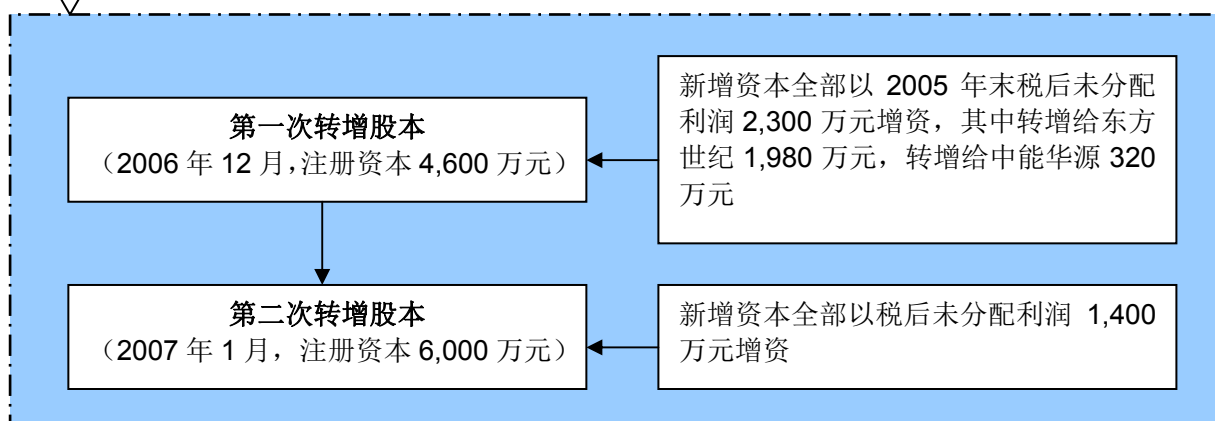 第一次转增股本
（2006 年 12 月，注册资本 4,600 万元）
新增资本全部以 2005 年末税后未分配
利润 2,300 万元增资，其中转增给东方
世纪 1,980 万元，转增给中能华源 320
万元
第二次转增股本
（2007 年 1 月，注册资本 6,000 万元）
新增资本全部以税后未分配利润 1,400
万元增资